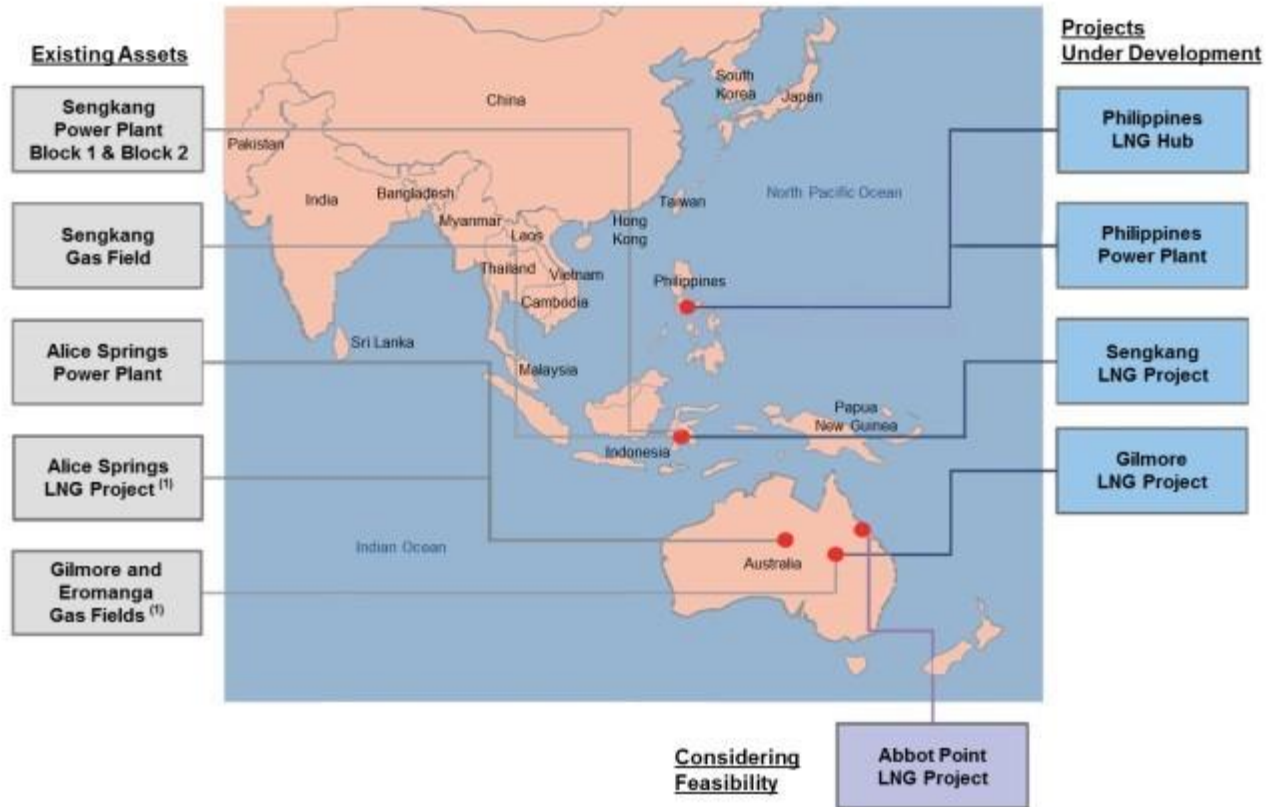 Existing Assets
Sengkang
Power Plant
Block 1 & Block 2
Sengkang
Gas Field
Alice Springs
Power Plant
Alice Springs
LNG Project (1)
Gilmore and
Eromanga
Gas Fields (1)
China
South
Korea
Japan
Pakistan
India
Bangladesh
Myanmar
Laos
Thailand
Vietnam
Cambodia
Hong
Kong
Taiwan
North Pacific Ocean
Philippines
Sri Lanka
Malaysia
Indonesia
Papua
New Guinea
Indian Ocean
Australia
Projects
Under Development
Philippines
LNG Hub
Philippines
Power Plant
Sengkang
LNG Project
Gilmore
LNG Project
Considering
Feasibility
Abbot Point
LNG Project